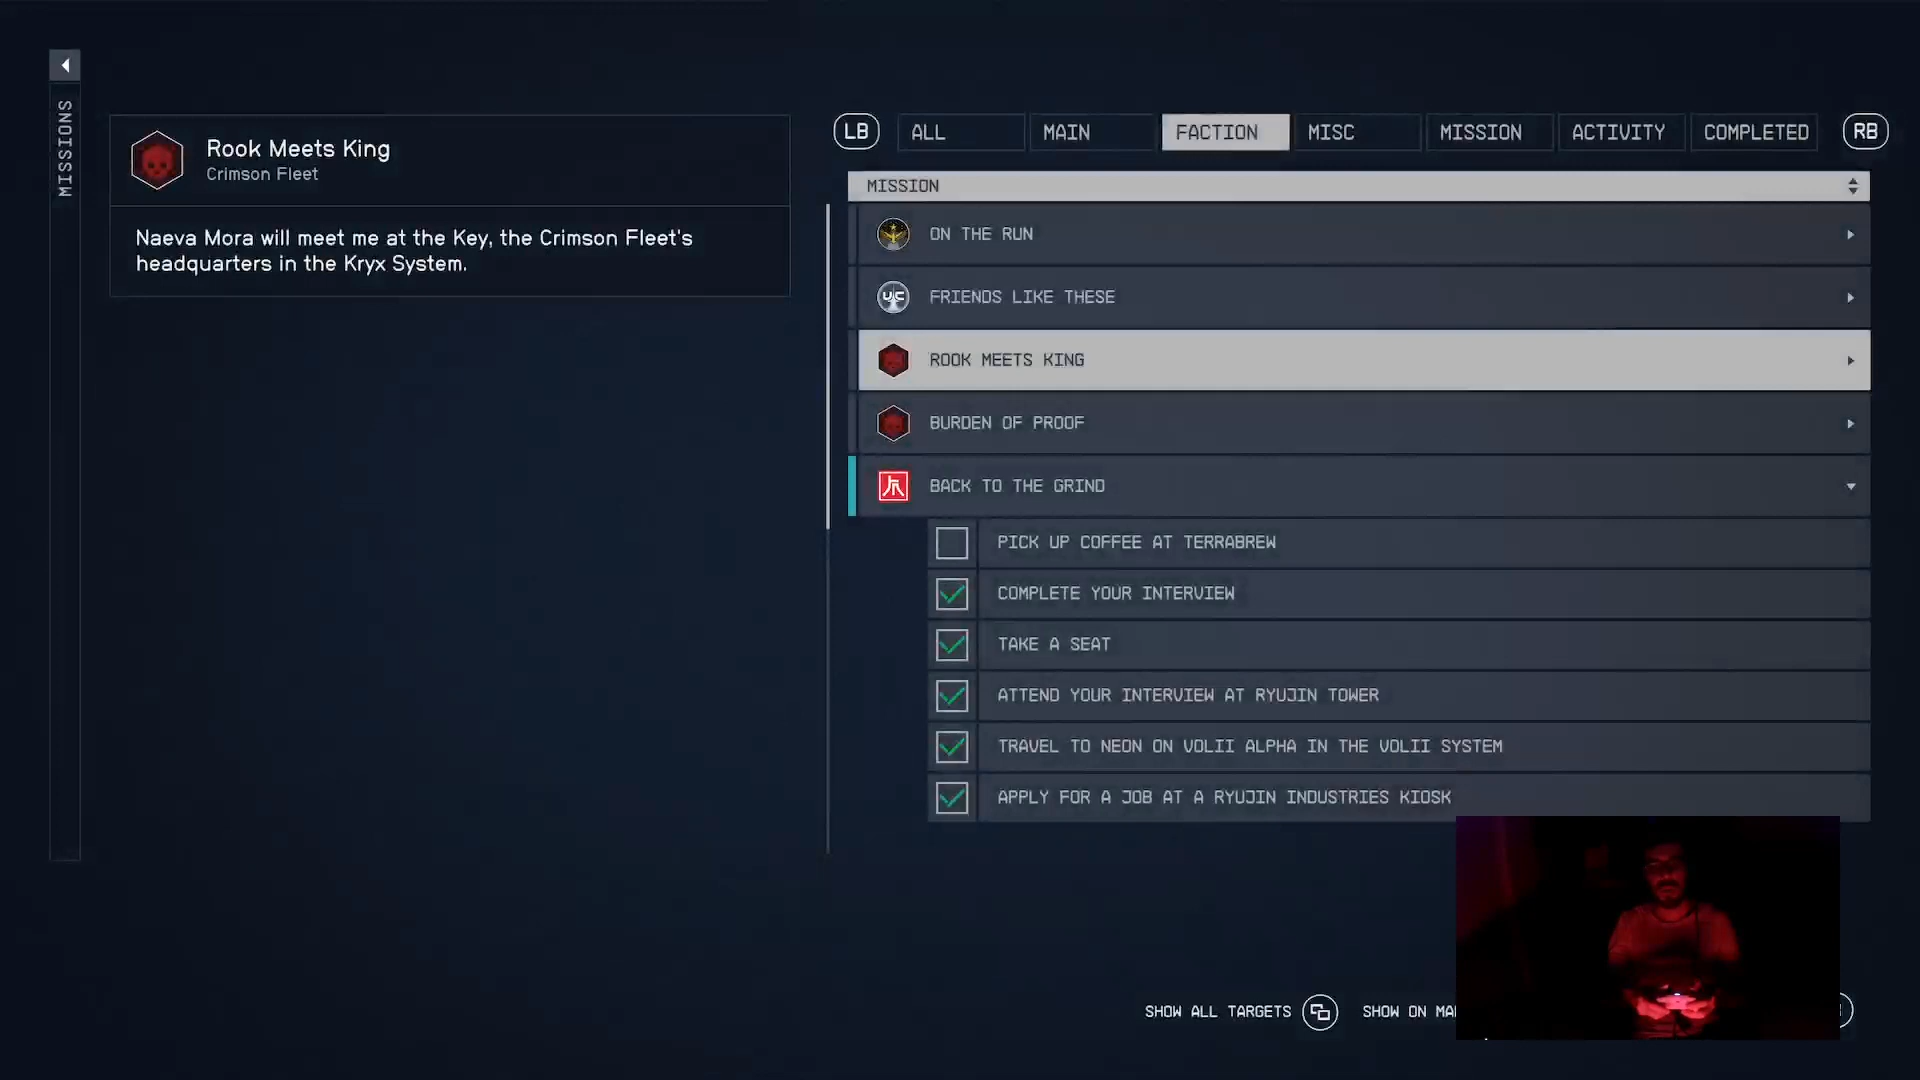 MISSIONS
Rook Meets King
Crimson Fleet
Naeva Mora will meet me at the Key, the Crimson Fleet's
headquarters in the Kryx System.
LB ALL MAIN FACTION MISC MISSION ACTIVITY COMPLETED RB
MISSION
ON THE RUN
UC FRIENDS LIKE THESE
ROOK MEETS KING
BURDEN OF PROOF
BACK TO THE GRIND
PICK UP COFFEE AT TERRABREW
COMPLETE YOUR INTERVIEW
TAKE A SEAT
ATTEND YOUR INTERVIEW AT RYUJIN TOWER
TRAVEL TO NEON ON VOLII ALPHA IN THE VOLII SYSTEM
APPLY FOR A JOB AT A RYUJIN INDUSTRIES KIOSK
SHOW ALL TARGETS SHOW ON